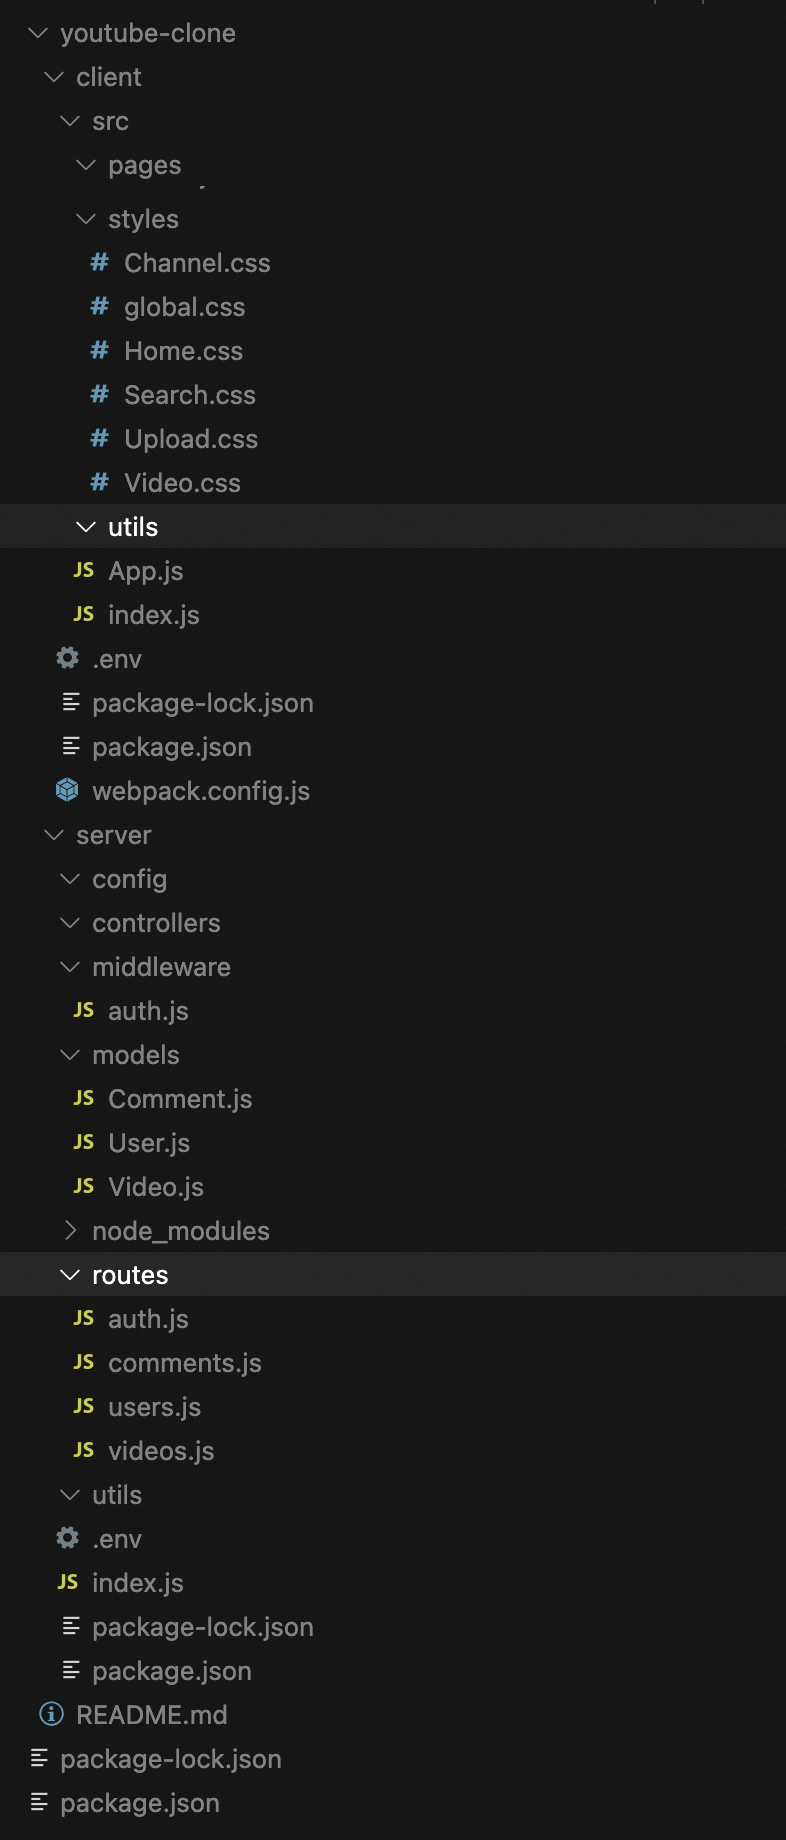 youtube-clone
client
src
pages
styles
# Channel.css
# global.css
# Home.css
# Search.css
# Upload.css
# Video.css
utils
JS App.js
JS index.js
.env
package-lock.json
package.json
webpack.config.js
server
config
controllers
middleware
JS auth.js
models
JS Comment.js
JS User.js
JS Video.js
node_modules
routes
JS auth.js
JS comments.js
JS users.js
JS videos.js
utils
.env
JS index.js
package-lock.json
package.json
README.md
package-lock.json
package.json